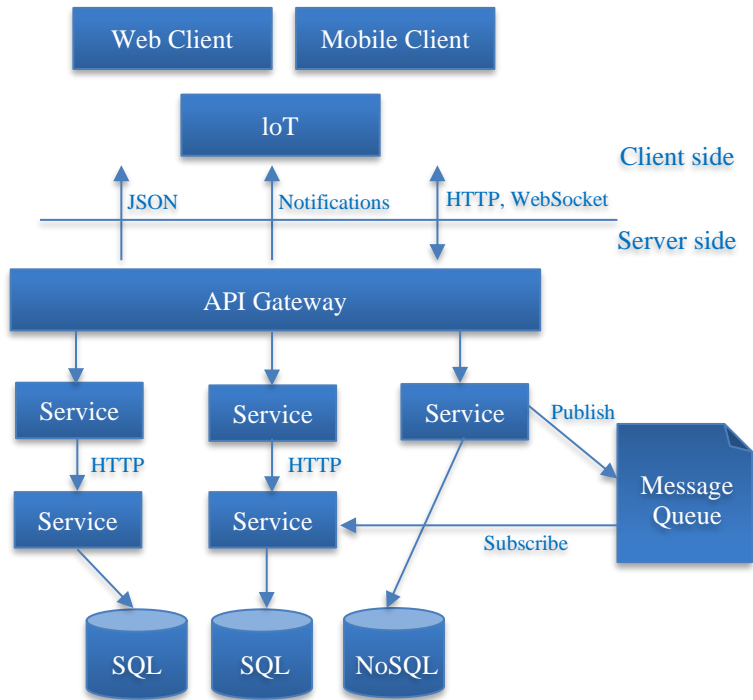 Web Client
Mobile Client
loT
Client side
JSON
Notifications
HTTP, WebSocket
Server side
API Gateway
Service
Service
Service
Publish
HTTP
HTTP
Message
Queue
Service
Service
Subscribe
SQL
SQL
NoSQL